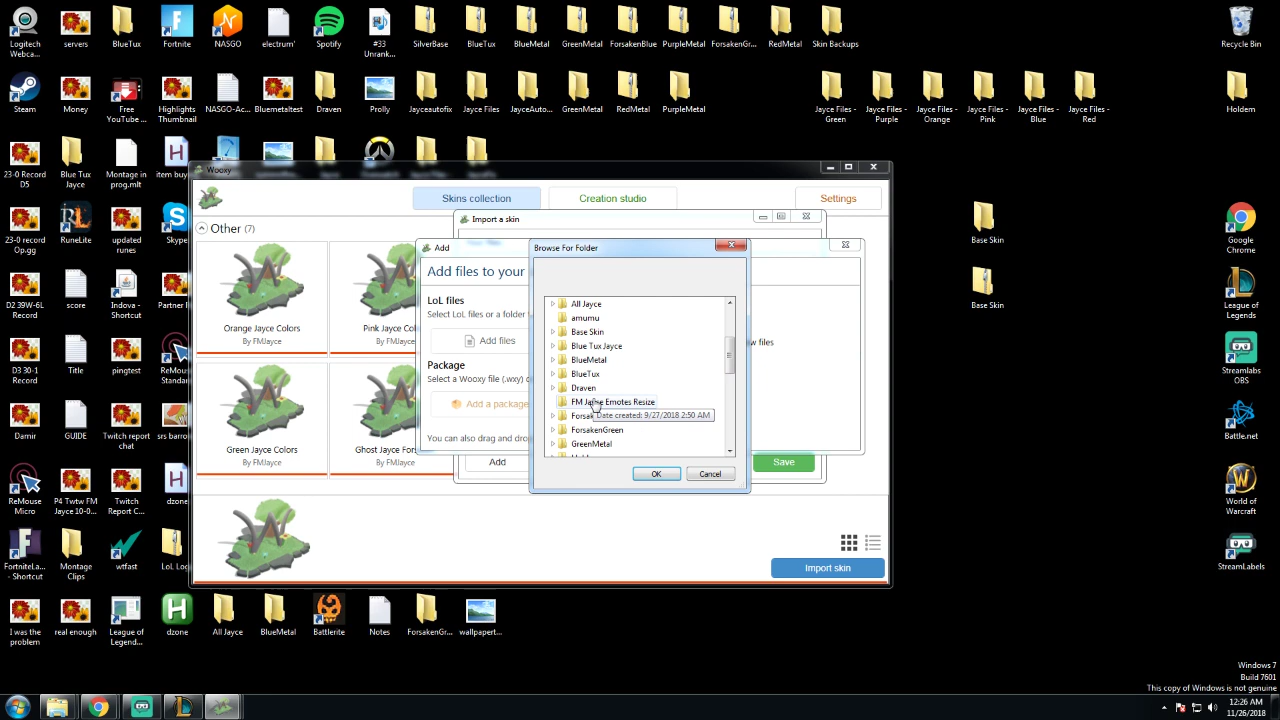 Logitech
Webca...
servers
BlueTux
Fortnite
NASGO
electrum'
Spotify
#33
Unrank...
SilverBase
BlueTux
BlueMetal
GreenMetal
ForsakenBlue
PurpleMetal
ForsakenGr...
RedMetal
Skin Backups
Recycle Bin
Steam
Money
Free
YouTube ...
Highlights
Thumbnail
NASGO-Ac...
Bluemetaltest
Draven
Prolly
Jayceautofix
Jayce Files
JayceAuto...
GreenMetal
RedMetal
PurpleMetal
Jayce Files -
Green
Jayce Files -
Purple
Jayce Files -
Orange
Jayce Files -
Pink
Jayce Files -
Blue
Jayce Files -
Red
Holdem
23-0 Record
D5
Blue Tux
Jayce
Montage in
prog.mlt
item buy
Wooxy
Skins collection
Creation studio
Settings
Import a skin
Other (7)
Add
Browse For Folder
Add files to your
LoL files
Select LoL files or a folder
Add files
Package
Select a Wooxy file (.wxy) o
Add a package
You can also drag and drop
w files
All Jayce
amumu
Base Skin
Blue Tux Jayce
BlueMetal
BlueTux
Draven
FM Jayce Emotes Resize
Forsak
Date created: 9/27/2018 2:50 AM
ForsakenGreen
GreenMetal
OK
Cancel
Add
Save
Orange Jayce Colors
By FMJayce
Pink Jayce Co
By FMJayce
Green Jayce Colors
By FMJayce
Ghost Jayce For
By FMJayce
Import skin
23-0 record
Op.gg
RuneLite
updated
runes
Skype
Base Skin
Google
Chrome
D2 39W-6L
Record
score
Indova -
Shortcut
Partner
Base Skin
League of
Legends
D3 30-1
Record
Title
pingtest
ReMouse
Standar
Streamlabs
OBS
Damir
GUIDE
Twitch report
chat
srs barro
Battle.net
ReMouse
Micro
P4 Twtw FM
Jayce 10-0...
Twitch
Report C...
dzone
World of
Warcraft
FortniteLa...
- Shortcut
Montage
Clips
wtfast
LoL Lo
StreamLabels
I was the
problem
real enough
League of
Legend...
dzone
All Jayce
BlueMetal
Battlerite
Notes
ForsakenGr...
wallpapert...
Windows 7
Build 7601
This copy of Windows is not genuine
12:26 AM
11/26/2018